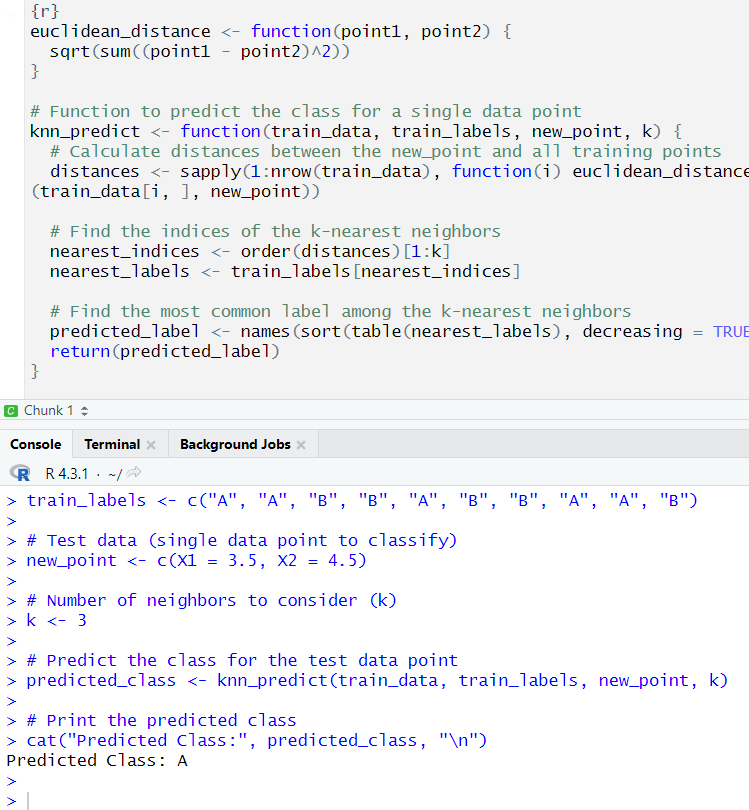 {r}
euclidean_distance <- function(point1, point2) {
  sqrt(sum((point1 - point2)^2))
}
# Function to predict the class for a single data point
knn_predict <- function(train_data, train_labels, new_point, k) {
  # Calculate distances between the new_point and all training points
  distances <- sapply(1:nrow(train_data), function(i) euclidean_distance
(train_data[i, ], new_point))
  # Find the indices of the k-nearest neighbors
  nearest_indices <- order(distances)[1:k]
  nearest_labels <- train_labels[nearest_indices]
  # Find the most common label among the k-nearest neighbors
  predicted_label <- names(sort(table(nearest_labels), decreasing = TRUE
  return(predicted_label)
}
C Chunk 1
Console Terminal Background Jobs
R R 4.3.1 · ~/
> train_labels <- c("A", "A", "B", "B", "A", "B", "B", "A", "A", "B")
>
> # Test data (single data point to classify)
> new_point <- c(X1 = 3.5, X2 = 4.5)
>
> # Number of neighbors to consider (k)
> k <- 3
>
> # Predict the class for the test data point
> predicted_class <- knn_predict(train_data, train_labels, new_point, k)
>
> # Print the predicted class
> cat("Predicted Class:", predicted_class, "\n")
Predicted Class: A
>
>